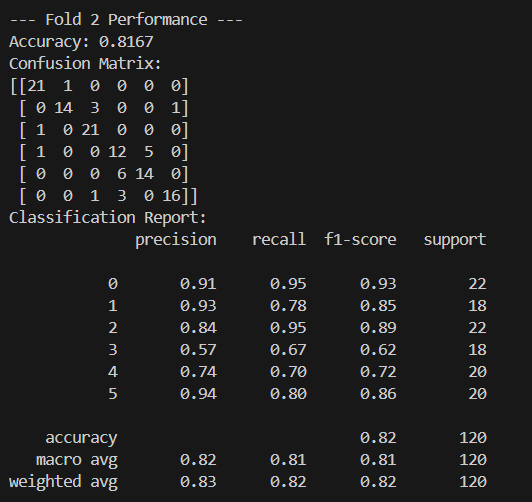 --- Fold 2 Performance ---
Accuracy: 0.8167
Confusion Matrix:
[[21  1  0  0  0  0]
 [ 0 14  3  0  0  1]
 [ 1  0 21  0  0  0]
 [ 1  0  0 12  5  0]
 [ 0  0  0  6 14  0]
 [ 0  0  1  3  0 16]]
Classification Report:
              precision    recall  f1-score   support

           0       0.91      0.95      0.93        22
           1       0.93      0.78      0.85        18
           2       0.84      0.95      0.89        22
           3       0.57      0.67      0.62        18
           4       0.74      0.70      0.72        20
           5       0.94      0.80      0.86        20

    accuracy                           0.82       120
   macro avg       0.82      0.81      0.81       120
weighted avg       0.83      0.82      0.82       120